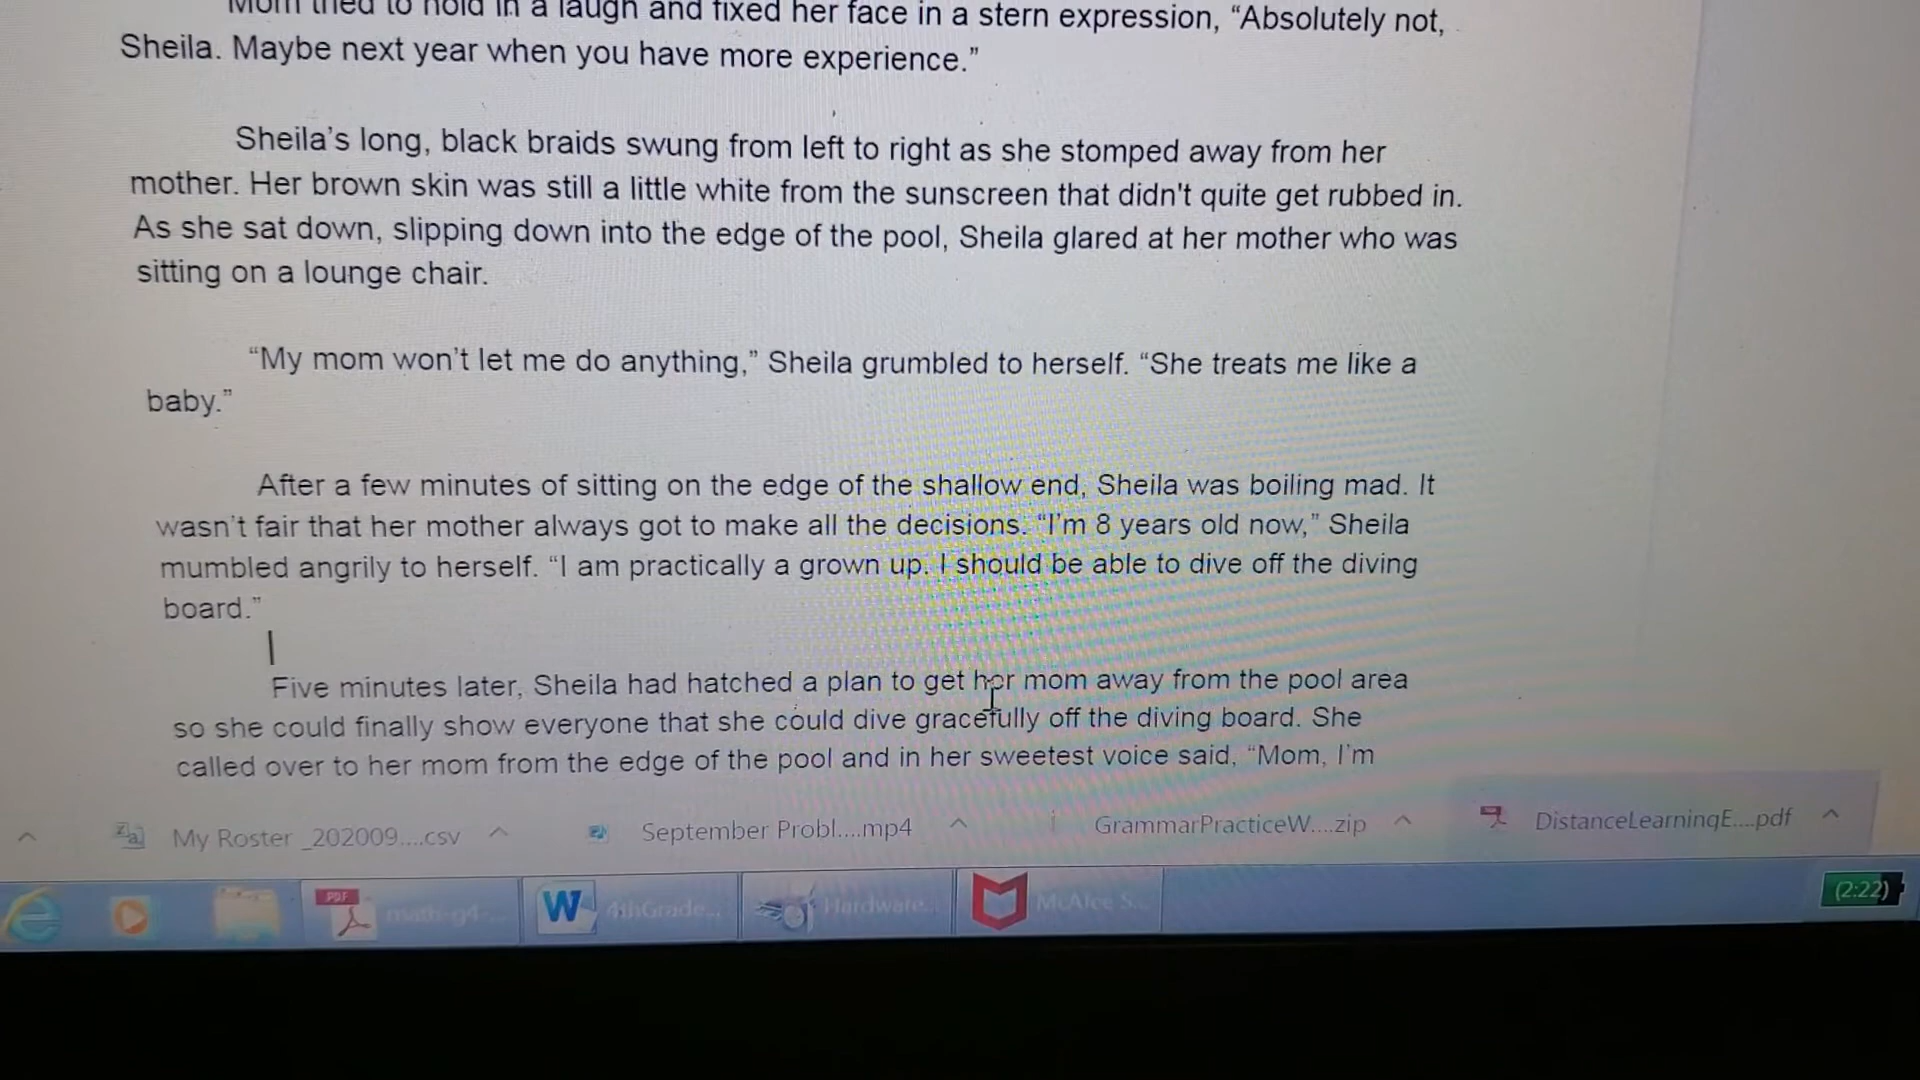 Mom tried to hold in a laugh and fixed her face in a stern expression, “Absolutely not,
Sheila. Maybe next year when you have more experience.”
Sheila’s long, black braids swung from left to right as she stomped away from her
mother. Her brown skin was still a little white from the sunscreen that didn't quite get rubbed in.
As she sat down, slipping down into the edge of the pool, Sheila glared at her mother who was
sitting on a lounge chair.
“My mom won’t let me do anything,” Sheila grumbled to herself. “She treats me like a
baby.”
After a few minutes of sitting on the edge of the shallow end, Sheila was boiling mad. It
wasn’t fair that her mother always got to make all the decisions. “I’m 8 years old now,” Sheila
mumbled angrily to herself. “I am practically a grown up. I should be able to dive off the diving
board.”
Five minutes later, Sheila had hatched a plan to get her mom away from the pool area
so she could finally show everyone that she could dive gracefully off the diving board. She
called over to her mom from the edge of the pool and in her sweetest voice said, “Mom, I’m
My Roster _202009....csv September Probl....mp4 GrammarPracticeW....zip DistanceLearningE....pdf
PDF math-g4-... W 4thGrade... Hardware... McAfee S... (2:22)